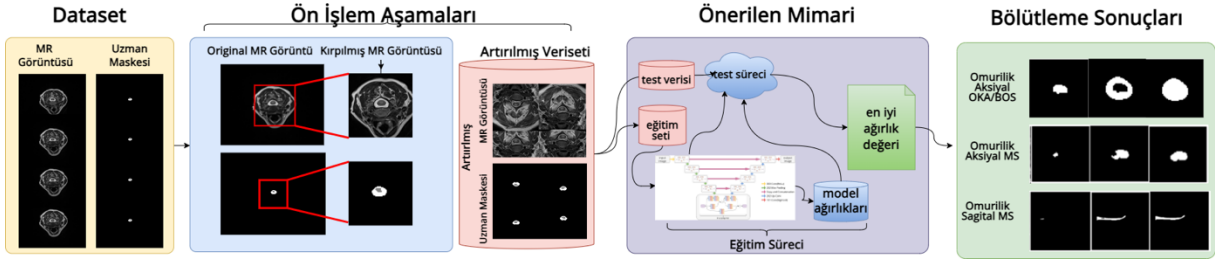 Dataset
Ön İşlem Aşamaları
Önerilen Mimari
Bölütleme Sonuçları
MR
Görüntüsü
Uzman
Maskesi
Original MR Görüntü
Kırpılmış MR Görüntüsü
Artırılmış Veriseti
Artırılmış
MR Görüntüsü
Uzman Maskesi
test verisi
test süreci
eğitim
seti
en iyi
ağırlık
değeri
model
ağırlıkları
Eğitim Süreci
Omurilik
Aksiyal
OKA/BOS
Omurilik
Aksiyal MS
Omurilik
Sagital MS